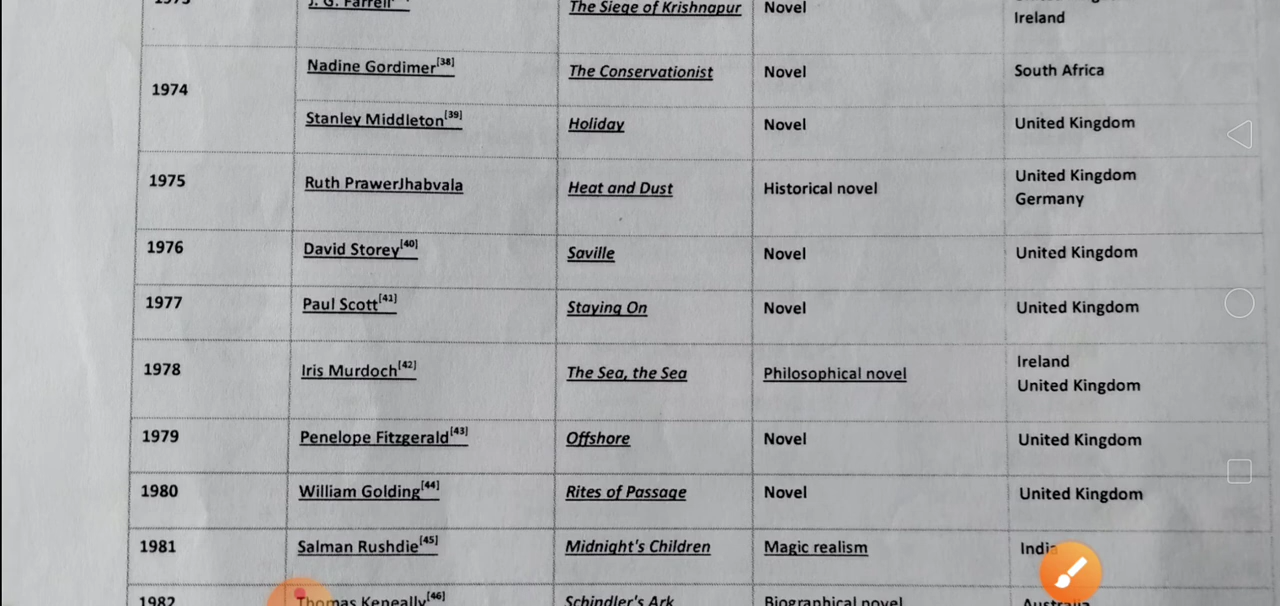 J. G. Farrell The Siege of Krishnapur Novel
Ireland
1974 Nadine Gordimer[38] The Conservationist Novel South Africa
Stanley Middleton[39] Holiday Novel United Kingdom
1975 Ruth PrawerJhabvala Heat and Dust Historical novel United Kingdom
Germany
1976 David Storey[40] Saville Novel United Kingdom
1977 Paul Scott[41] Staying On Novel United Kingdom
1978 Iris Murdoch[42] The Sea, the Sea Philosophical novel Ireland
United Kingdom
1979 Penelope Fitzgerald[43] Offshore Novel United Kingdom
1980 William Golding[44] Rites of Passage Novel United Kingdom
1981 Salman Rushdie[45] Midnight's Children Magic realism India
1982 Thomas Keneally[46] Schindler's Ark Biographical novel Australia